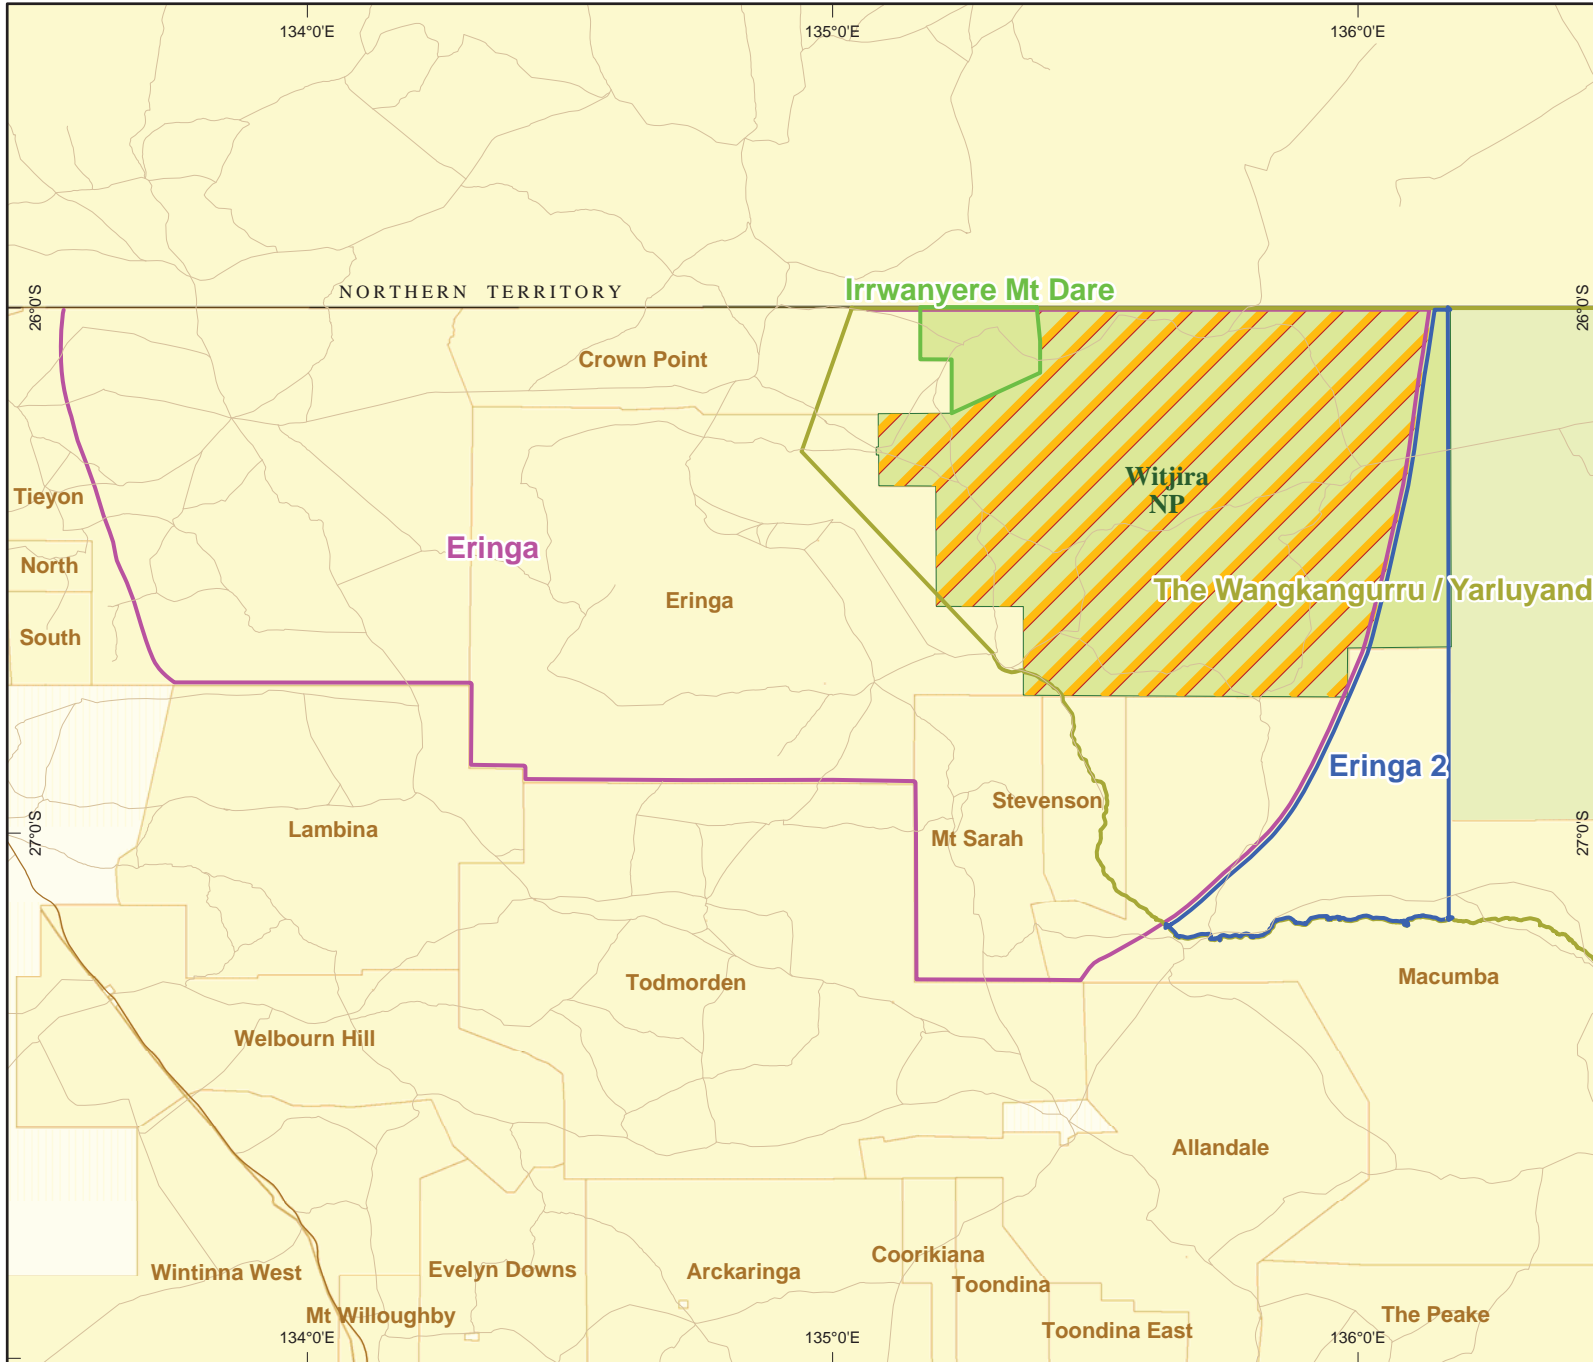 134°0'E
135°0'E
136°0'E
26°0'S
26°0'S
NORTHERN TERRITORY
Irrwanyere Mt Dare
Crown Point
Witjira
NP
Tieyon
Eringa
North
The Wangkangurru / Yarluyand
Eringa
South
Eringa 2
Stevenson
27°0'S
27°0'S
Lambina
Mt Sarah
Todmorden
Macumba
Welbourn Hill
Allandale
Coorikiana
Wintinna West
Evelyn Downs
Arckaringa
Toondina
Mt Willoughby
The Peake
Toondina East
134°0'E
135°0'E
136°0'E